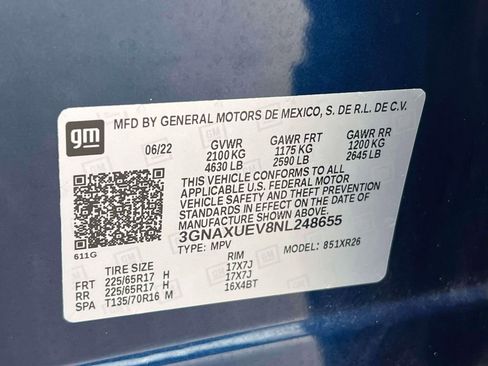 gm
MFD BY GENERAL MOTORS DE MEXICO, S. DE R.L. DE C.V.
06/22 GVWR GAWR FRT GAWR RR
2100 KG 1175 KG 1200 KG
4630 LB 2590 LB 2645 LB
THIS VEHICLE CONFORMS TO ALL
APPLICABLE U.S. FEDERAL MOTOR
VEHICLE SAFETY AND THEFT PREVENTION
STANDARDS IN EFFECT ON THE DATE OF
MANUFACTURE SHOWN ABOVE.
3GNAXUEV8NL248655
TYPE: MPV MODEL: 851XR26
611G
TIRE SIZE RIM
FRT 225/65R17 H 17X7J
RR 225/65R17 H 17X7J
SPA T135/70R16 M 16X4BT